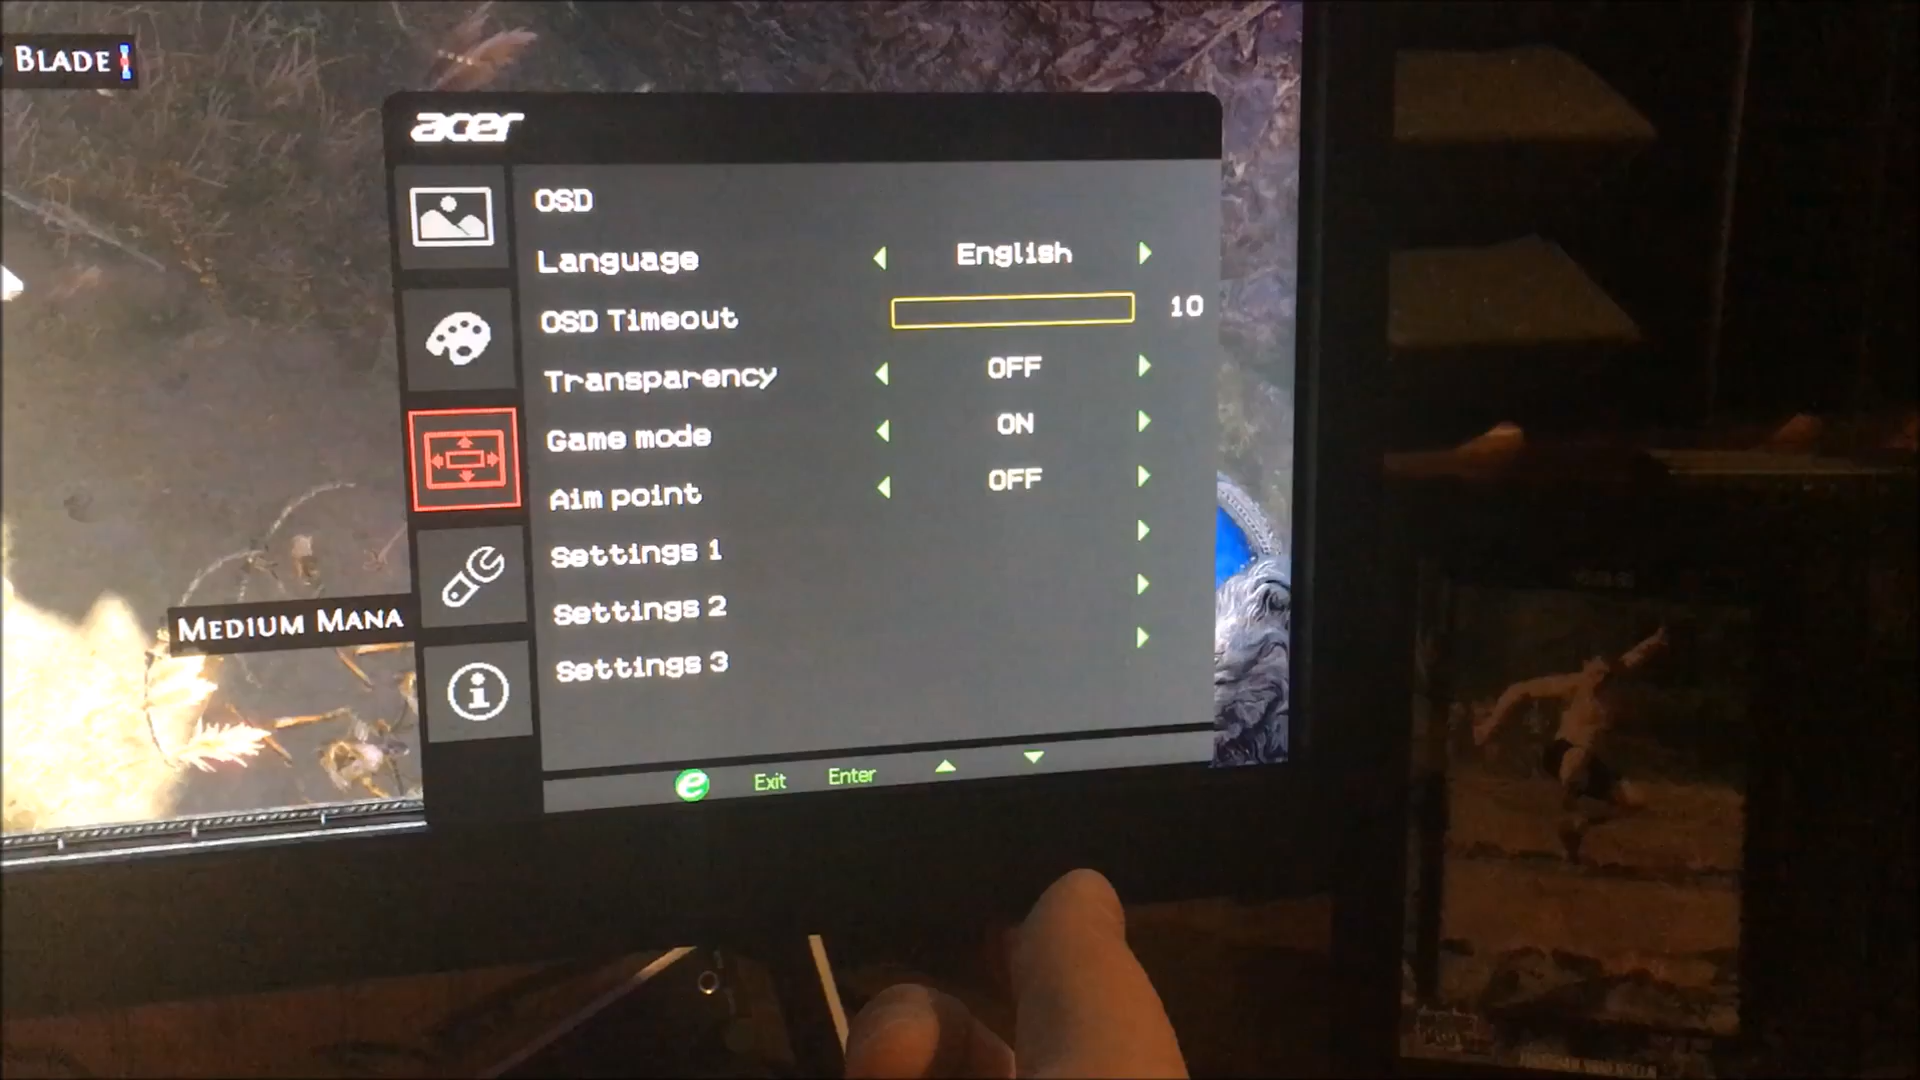 BLADE
acer
OSD
Language English
OSD Timeout 10
Transparency OFF
Game mode ON
Aim point OFF
Settings 1
Settings 2
Settings 3
MEDIUM MANA
e Exit Enter